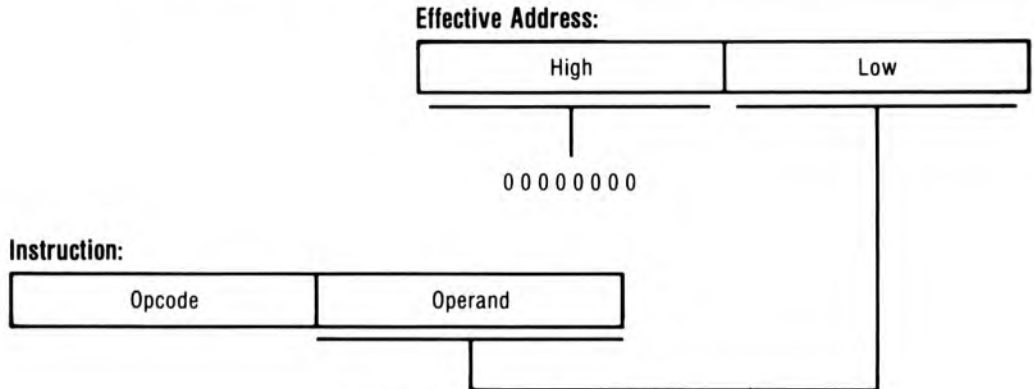 Effective Address:
High Low
00000000
Instruction:
Opcode Operand